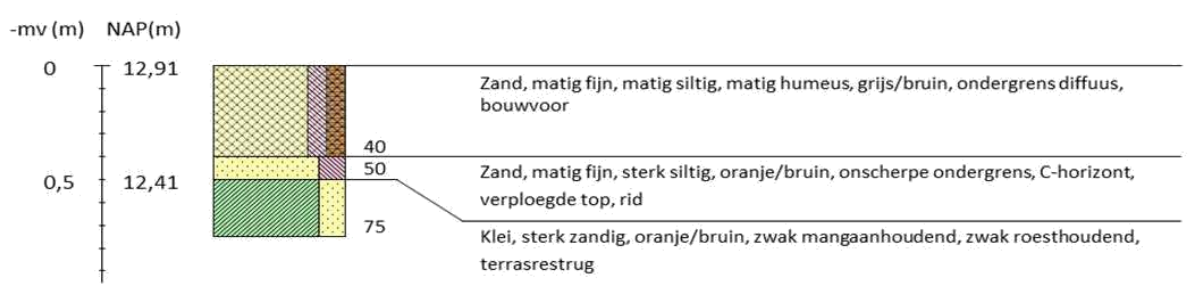 -mv (m) NAP(m)
0 12,91
Zand, matig fijn, matig siltig, matig humeus, grijs/bruin, ondergrens diffuus,
bouwvoor
40
50
Zand, matig fijn, sterk siltig, oranje/bruin, onscherpe ondergrens, C-horizont,
0,5 12,41
verploegde top, rid
75
Klei, sterk zandig, oranje/bruin, zwak mangaanhoudend, zwak roesthoudend,
terrasrestrug